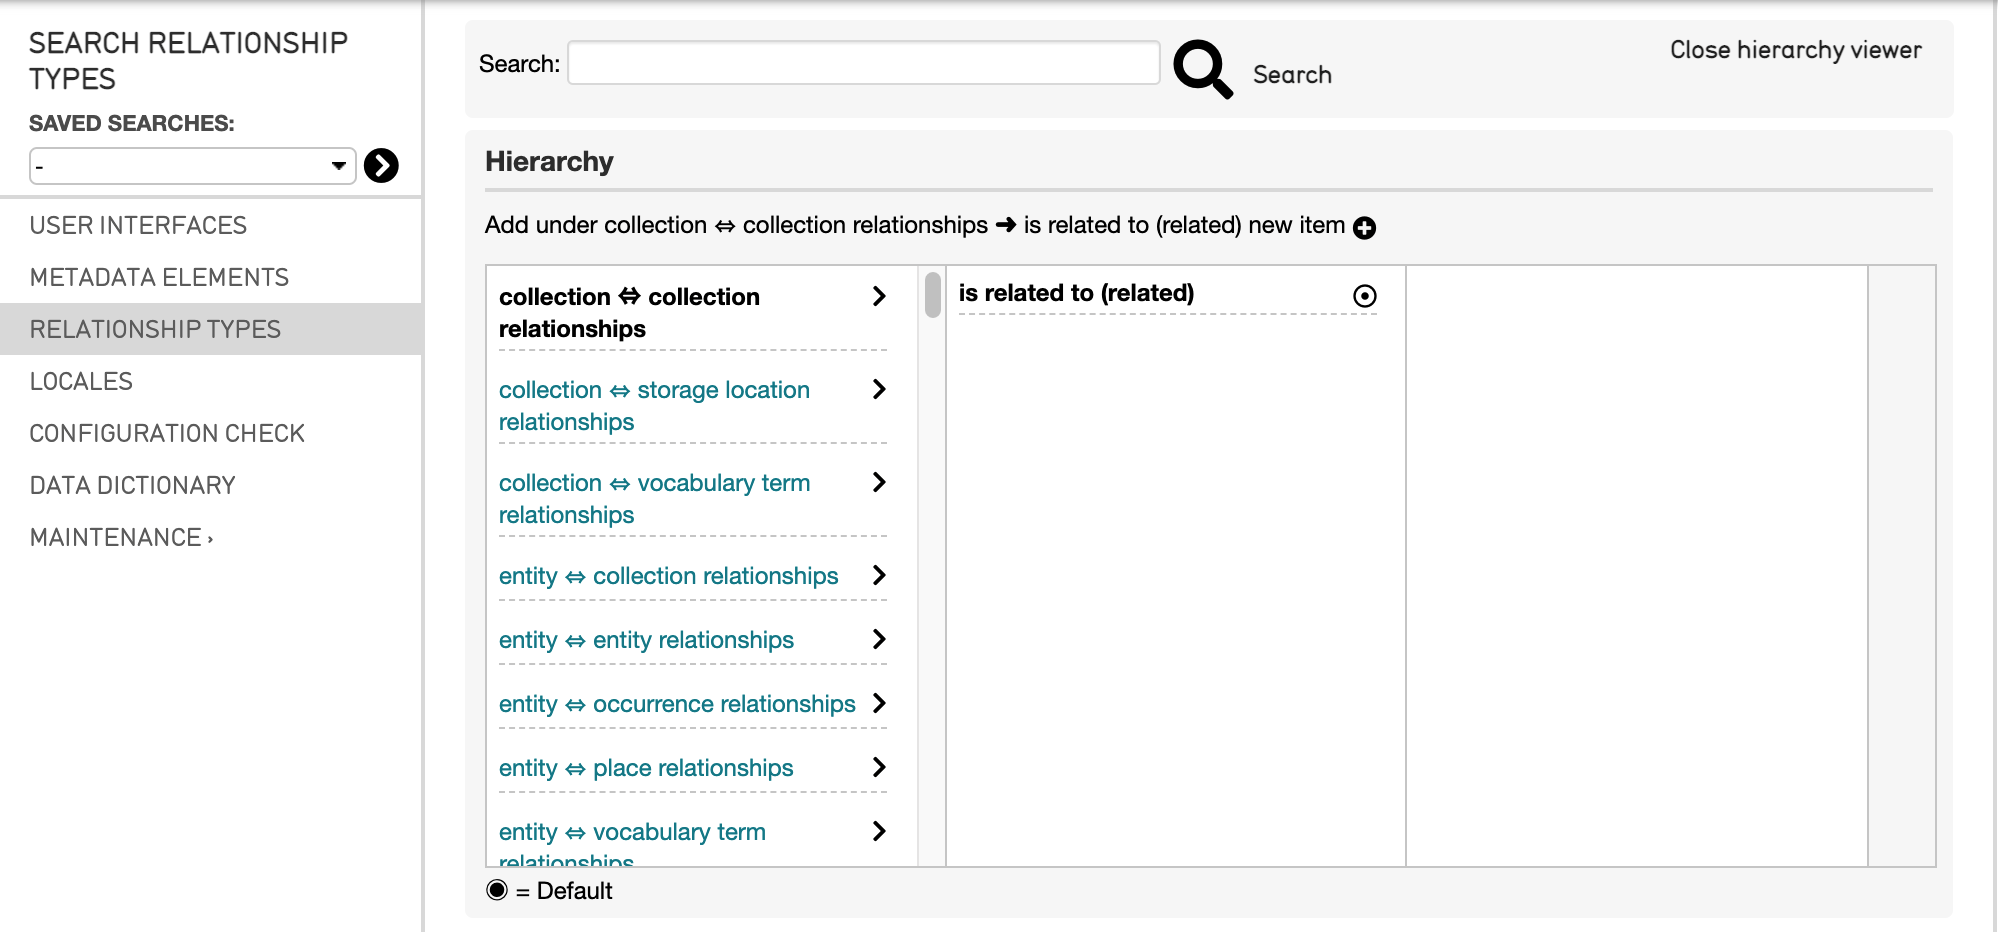 SEARCH RELATIONSHIP
TYPES
SAVED SEARCHES:
-
USER INTERFACES
METADATA ELEMENTS
RELATIONSHIP TYPES
LOCALES
CONFIGURATION CHECK
DATA DICTIONARY
MAINTENANCE ›
Search:
Search
Close hierarchy viewer
Hierarchy
Add under collection ⇔ collection relationships ➜ is related to (related) new item
collection ⇔ collection
relationships
collection ⇔ storage location
relationships
collection ⇔ vocabulary term
relationships
entity ⇔ collection relationships
entity ⇔ entity relationships
entity ⇔ occurrence relationships
entity ⇔ place relationships
entity ⇔ vocabulary term
relationships
is related to (related)
= Default